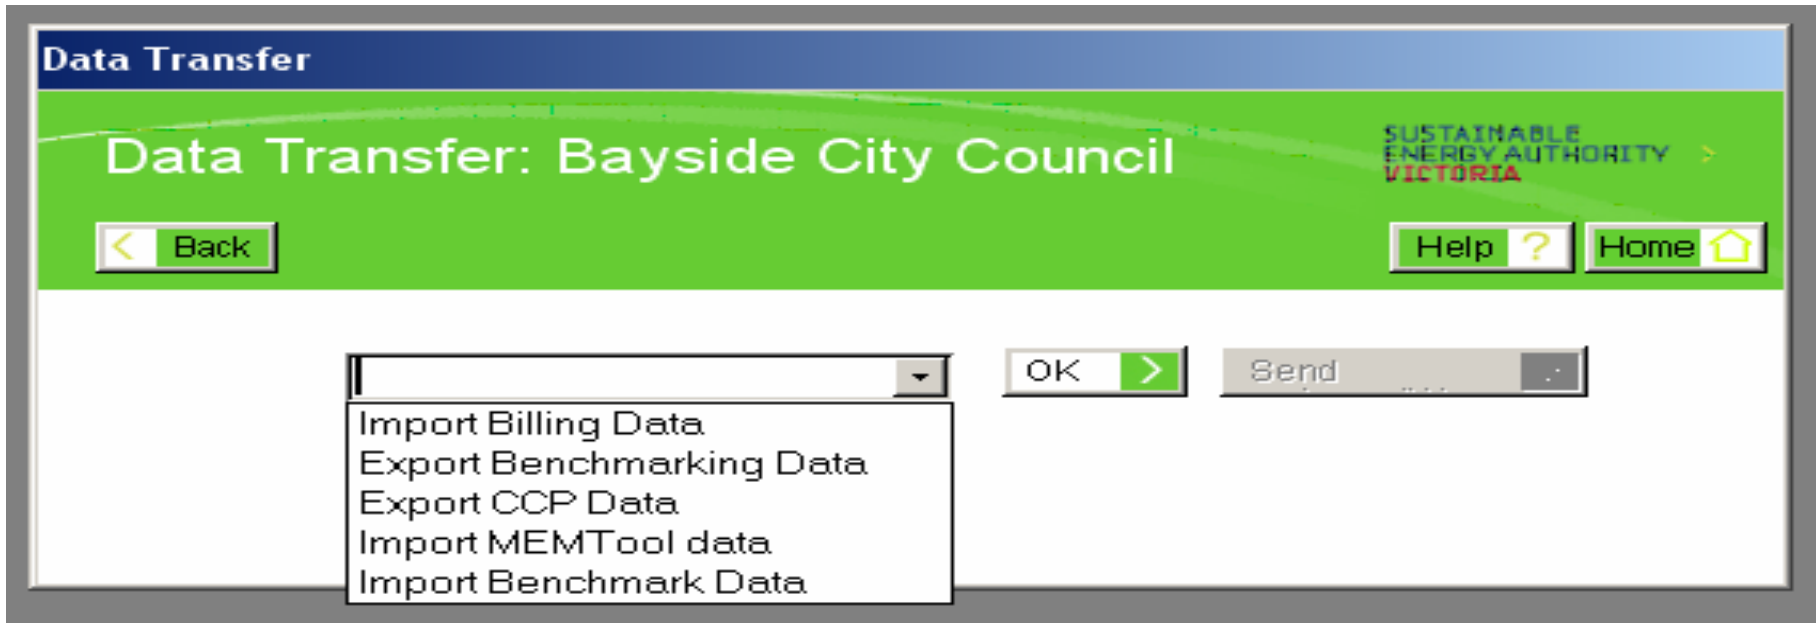 Data Transfer
Data Transfer: Bayside City Council
SUSTAINABLE
ENERGY AUTHORITY
VICTORIA
Back
Help ?
Home
OK
Send
Import Billing Data
Export Benchmarking Data
Export CCP Data
Import MEMTool data
Import Benchmark Data